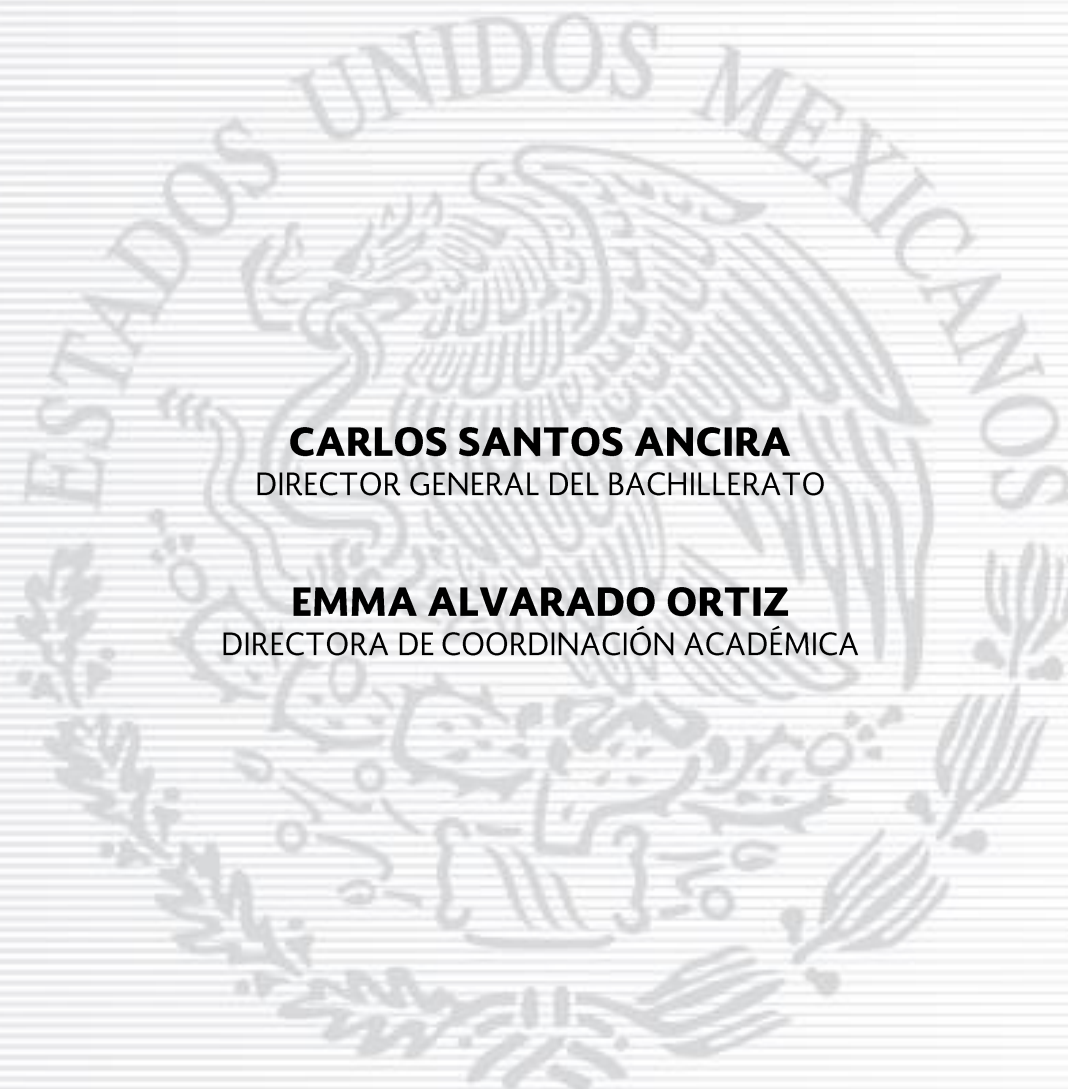 ESTADOS UNIDOS MEXICANOS
CARLOS SANTOS ANCIRA
DIRECTOR GENERAL DEL BACHILLERATO
EMMA ALVARADO ORTIZ
DIRECTORA DE COORDINACIÓN ACADÉMICA